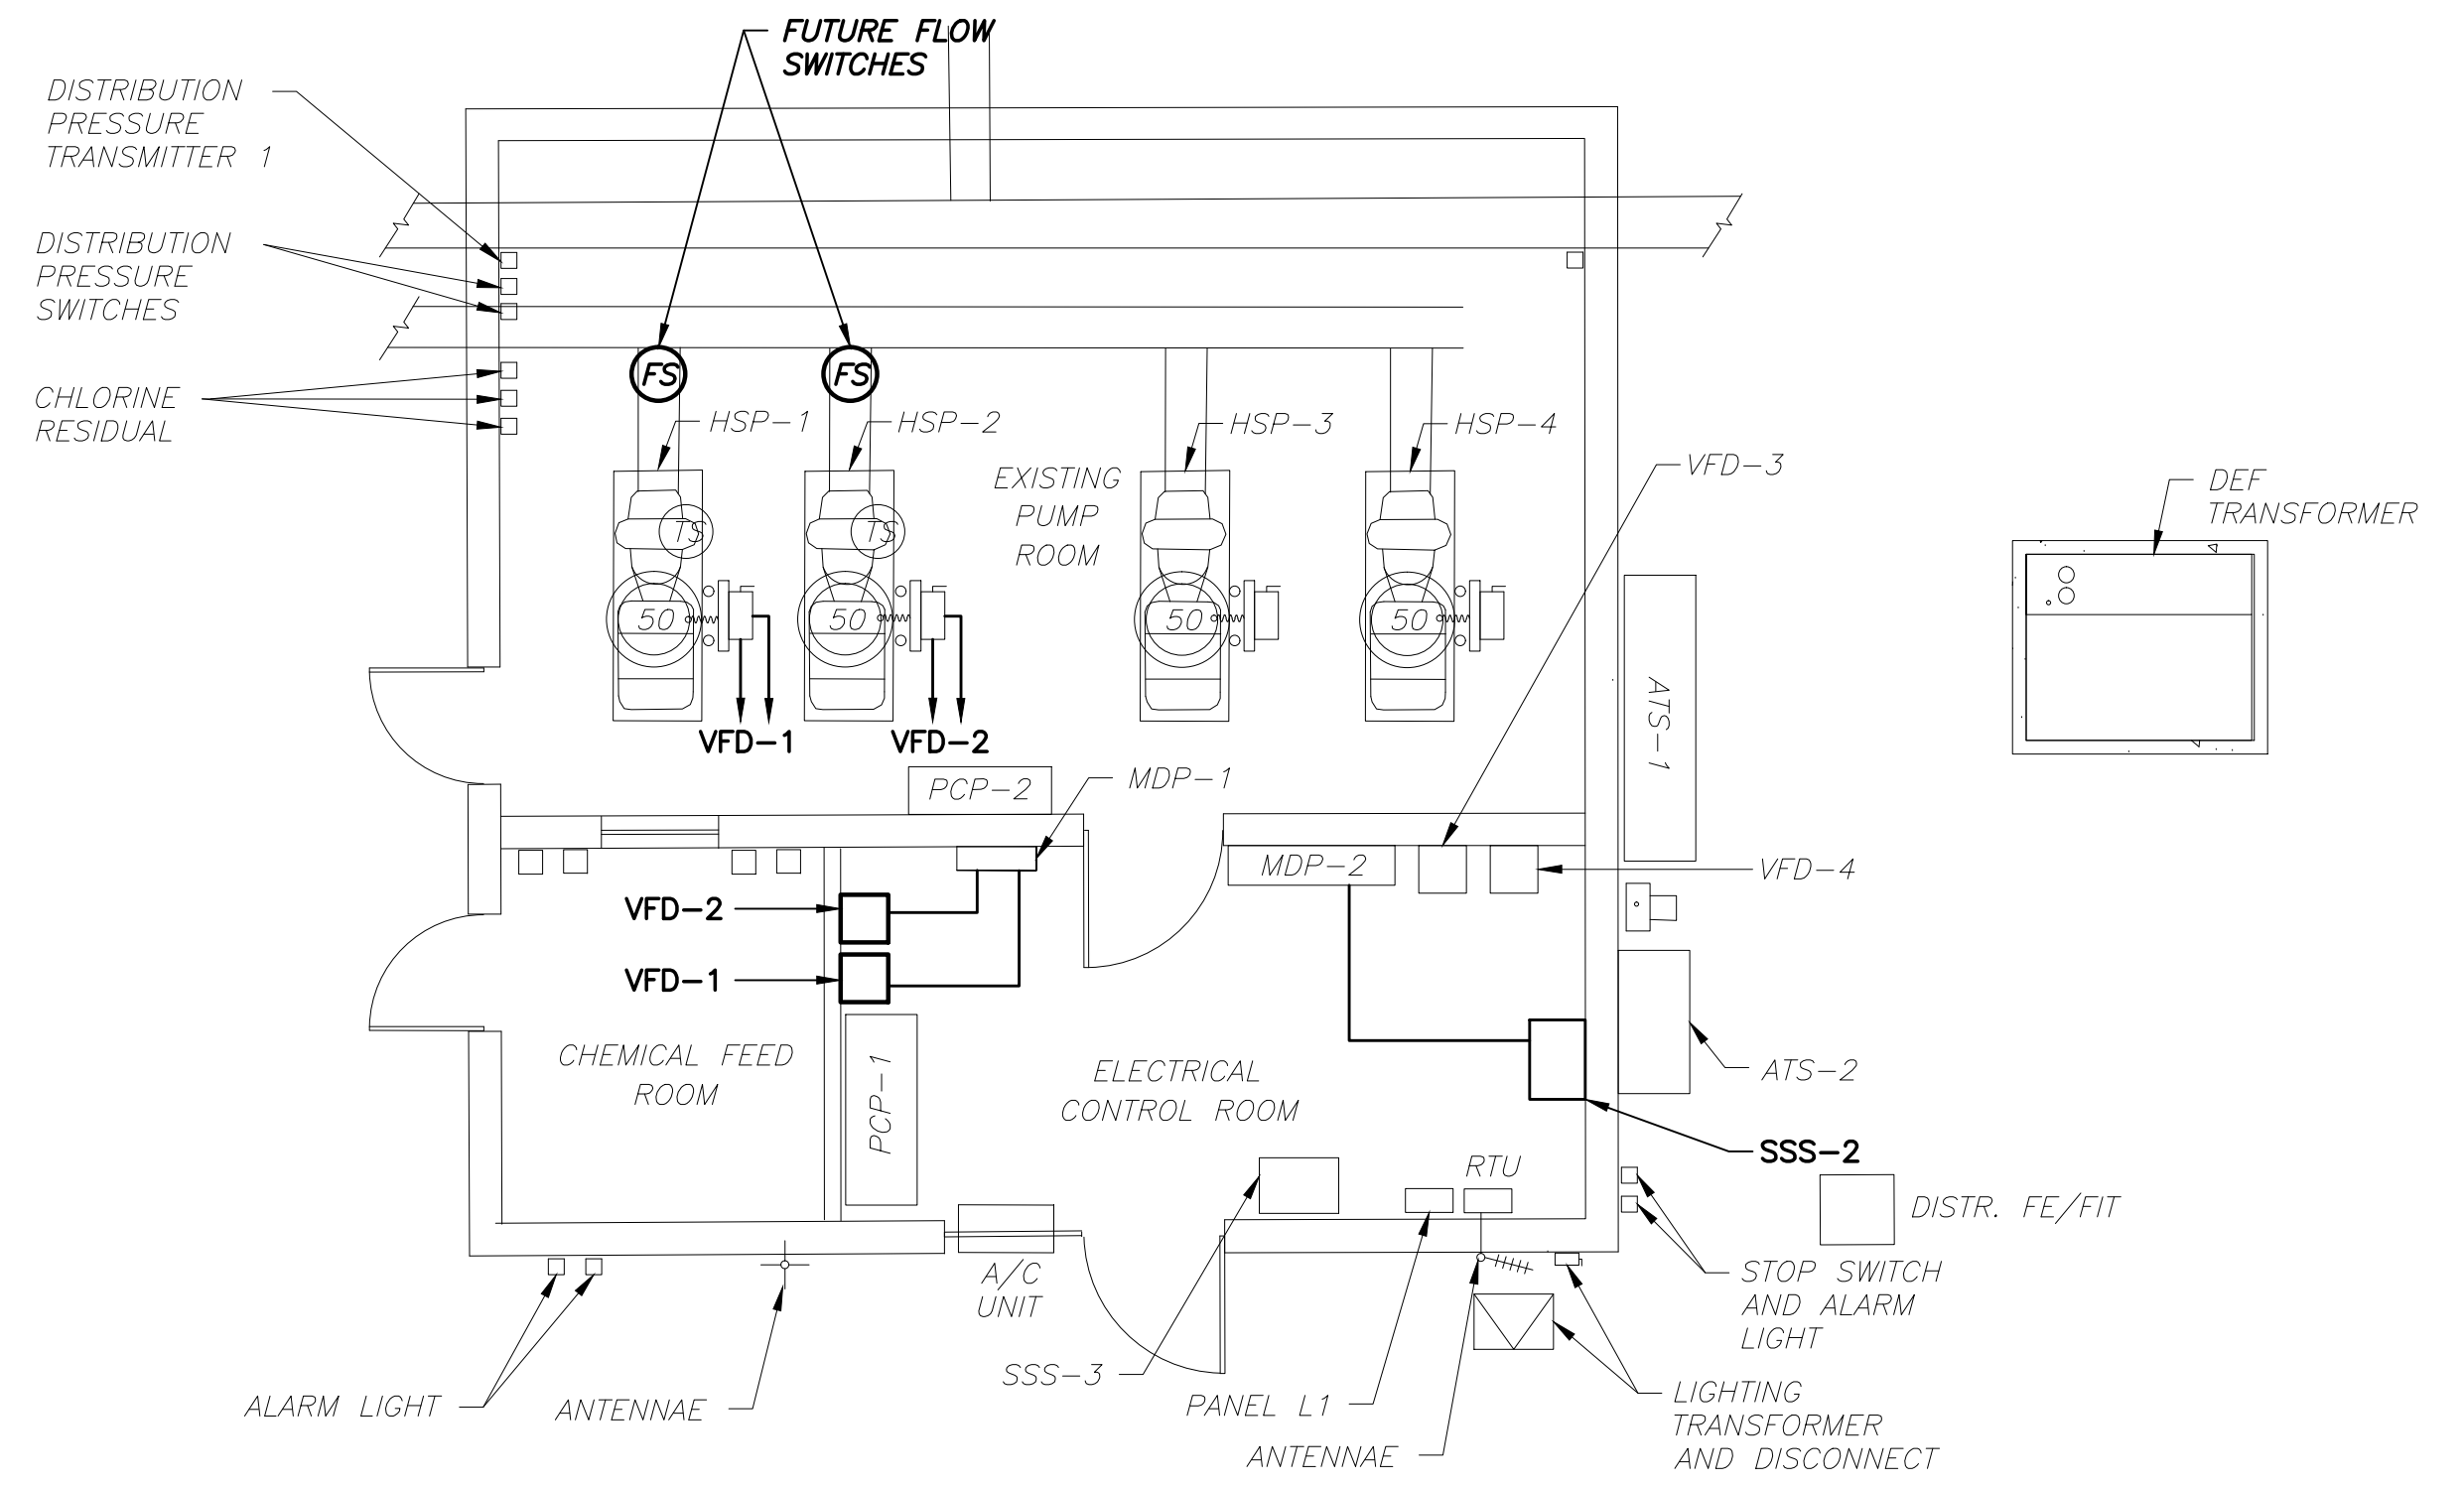 FUTURE FLOW
SWITCHES
DISTRIBUTION
PRESSURE
TRANSMITTER 1
DISTRIBUTION
PRESSURE
SWITCHES
CHLORINE
RESIDUAL
FS
FS
HSP-1
HSP-2
HSP-3
HSP-4
EXISTING
PUMP
ROOM
VFD-3
DEF
TRANSFORMER
TS
TS
50
50
50
50
ATS-1
VFD-1
VFD-2
PCP-2
MDP-1
MDP-2
VFD-4
VFD-2
VFD-1
CHEMICAL FEED
ROOM
PCP-1
ELECTRICAL
CONTROL ROOM
ATS-2
SSS-2
RTU
DISTR. FE/FIT
STOP SWITCH
AND ALARM
LIGHT
A/C
UNIT
SSS-3
ALARM LIGHT
ANTENNAE
PANEL L1
ANTENNAE
LIGHTING
TRANSFORMER
AND DISCONNECT